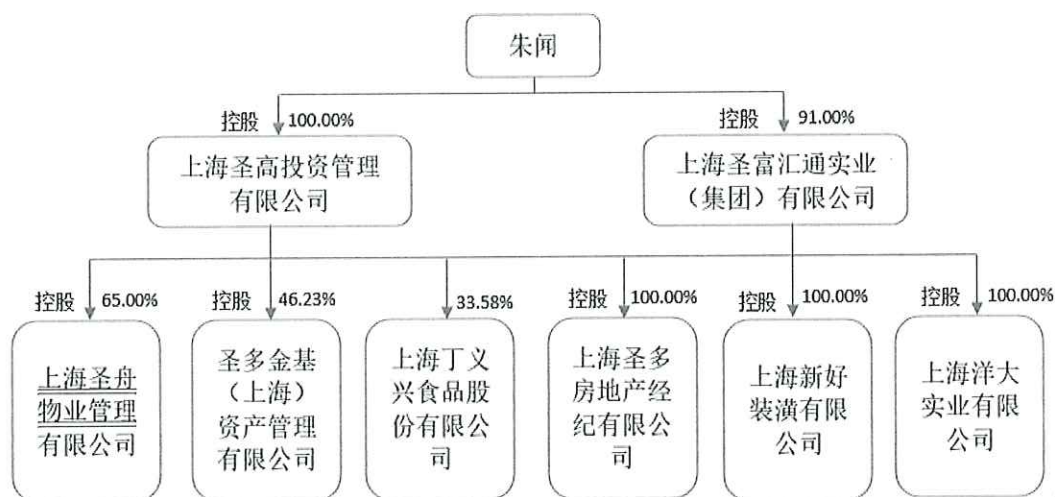 朱闻
控股 100.00%
控股 91.00%
上海圣高投资管理
有限公司
上海圣富汇通实业
（集团）有限公司
控股 65.00%
控股 46.23%
33.58%
控股 100.00%
控股 100.00%
控股 100.00%
上海圣舟
物业管理
有限公司
圣多金基
（上海）
资产管理
有限公司
上海丁义
兴食品股
份有限公
司
上海圣多
房地产经
纪有限公
司
上海新好
装潢有限
公司
上海洋大
实业有限
公司